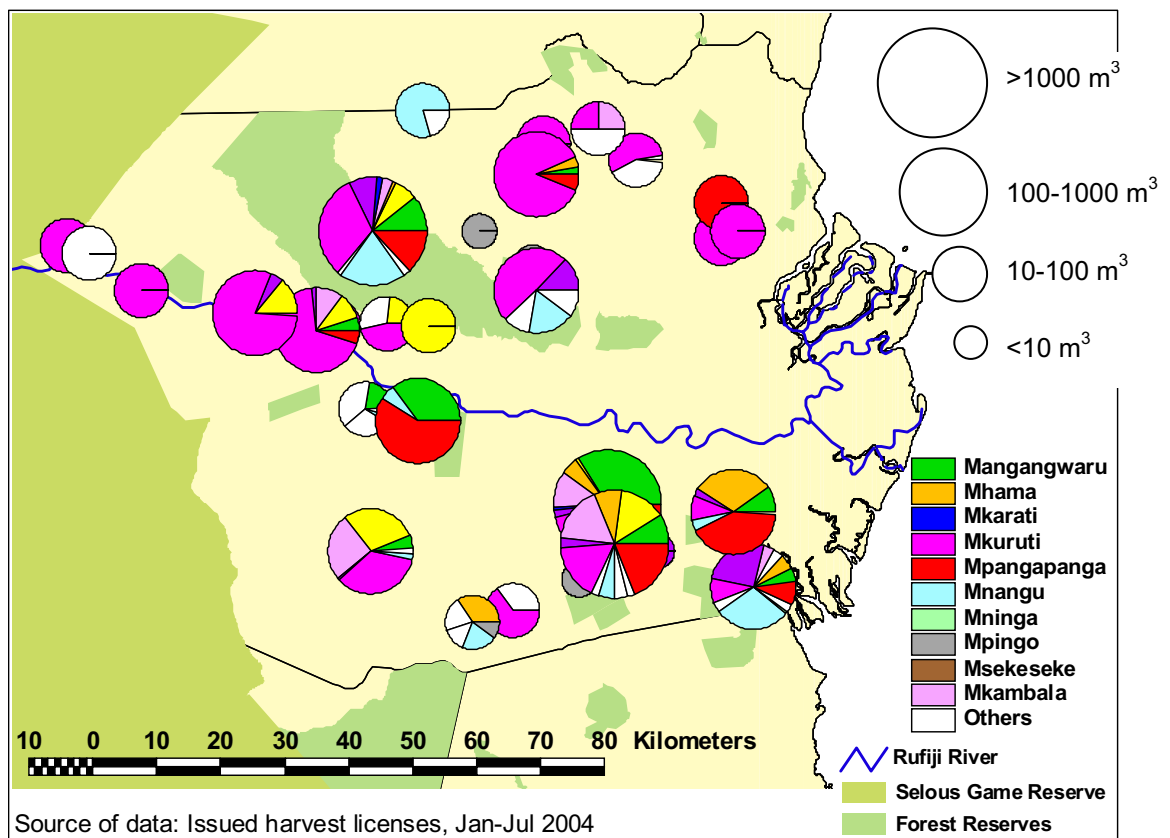 >1000 m³
100-1000 m³
10-100 m³
<10 m³
Mangangwaru
Mhama
Mkarati
Mkuruti
Mpangapanga
Mnangu
Mninga
Mpingo
Msekeseke
Mkambala
Others
10 0 10 20 30 40 50 60 70 80 Kilometers
Rufiji River
Selous Game Reserve
Forest Reserves
Source of data: Issued harvest licenses, Jan-Jul 2004